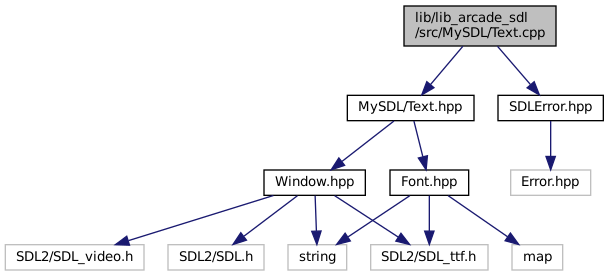 lib/lib_arcade_sdl
/src/MySDL/Text.cpp
MySDL/Text.hpp
SDLError.hpp
Window.hpp
Font.hpp
Error.hpp
SDL2/SDL_video.h
SDL2/SDL.h
string
SDL2/SDL_ttf.h
map